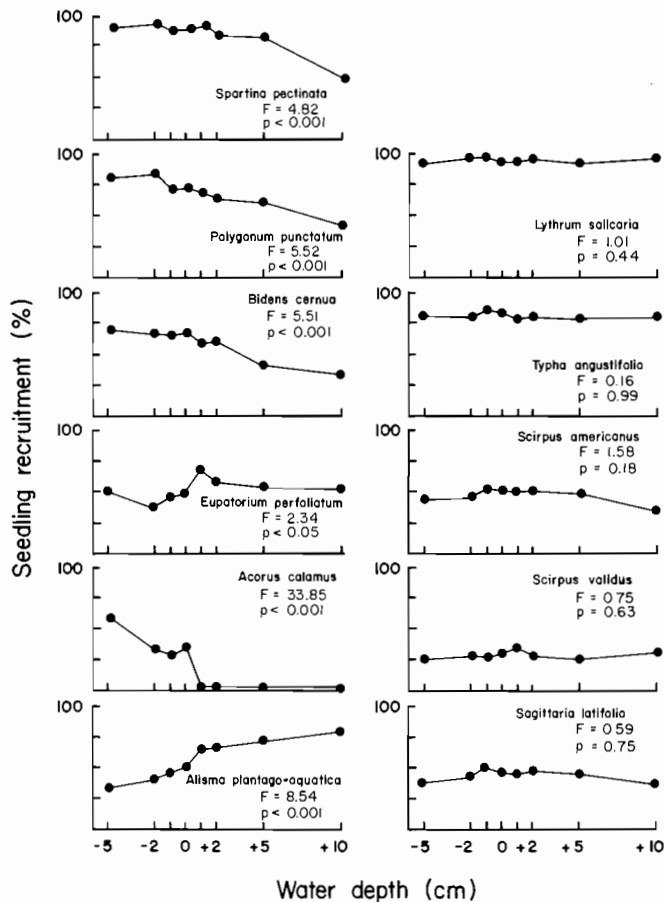 Seedling recruitment (%)
100
Spartina pectinata
F = 4.82
p < 0.001
100
Polygonum punctatum
F = 5.52
p < 0.001
100
Bidens cernua
F = 5.51
p < 0.001
100
Eupatorium perfoliatum
F = 2.34
p < 0.05
100
Acorus calamus
F = 33.85
p < 0.001
100
Alisma plantago-aquatica
F = 8.54
p < 0.001
-5 -2 0 +2 +5 +10
100
Lythrum salicaria
F = 1.01
p = 0.44
100
Typha angustifolia
F = 0.16
p = 0.99
100
Scirpus americanus
F = 1.58
p = 0.18
100
Scirpus validus
F = 0.75
p = 0.63
100
Sagittaria latifolia
F = 0.59
p = 0.75
-5 -2 0 +2 +5 +10
Water depth (cm)